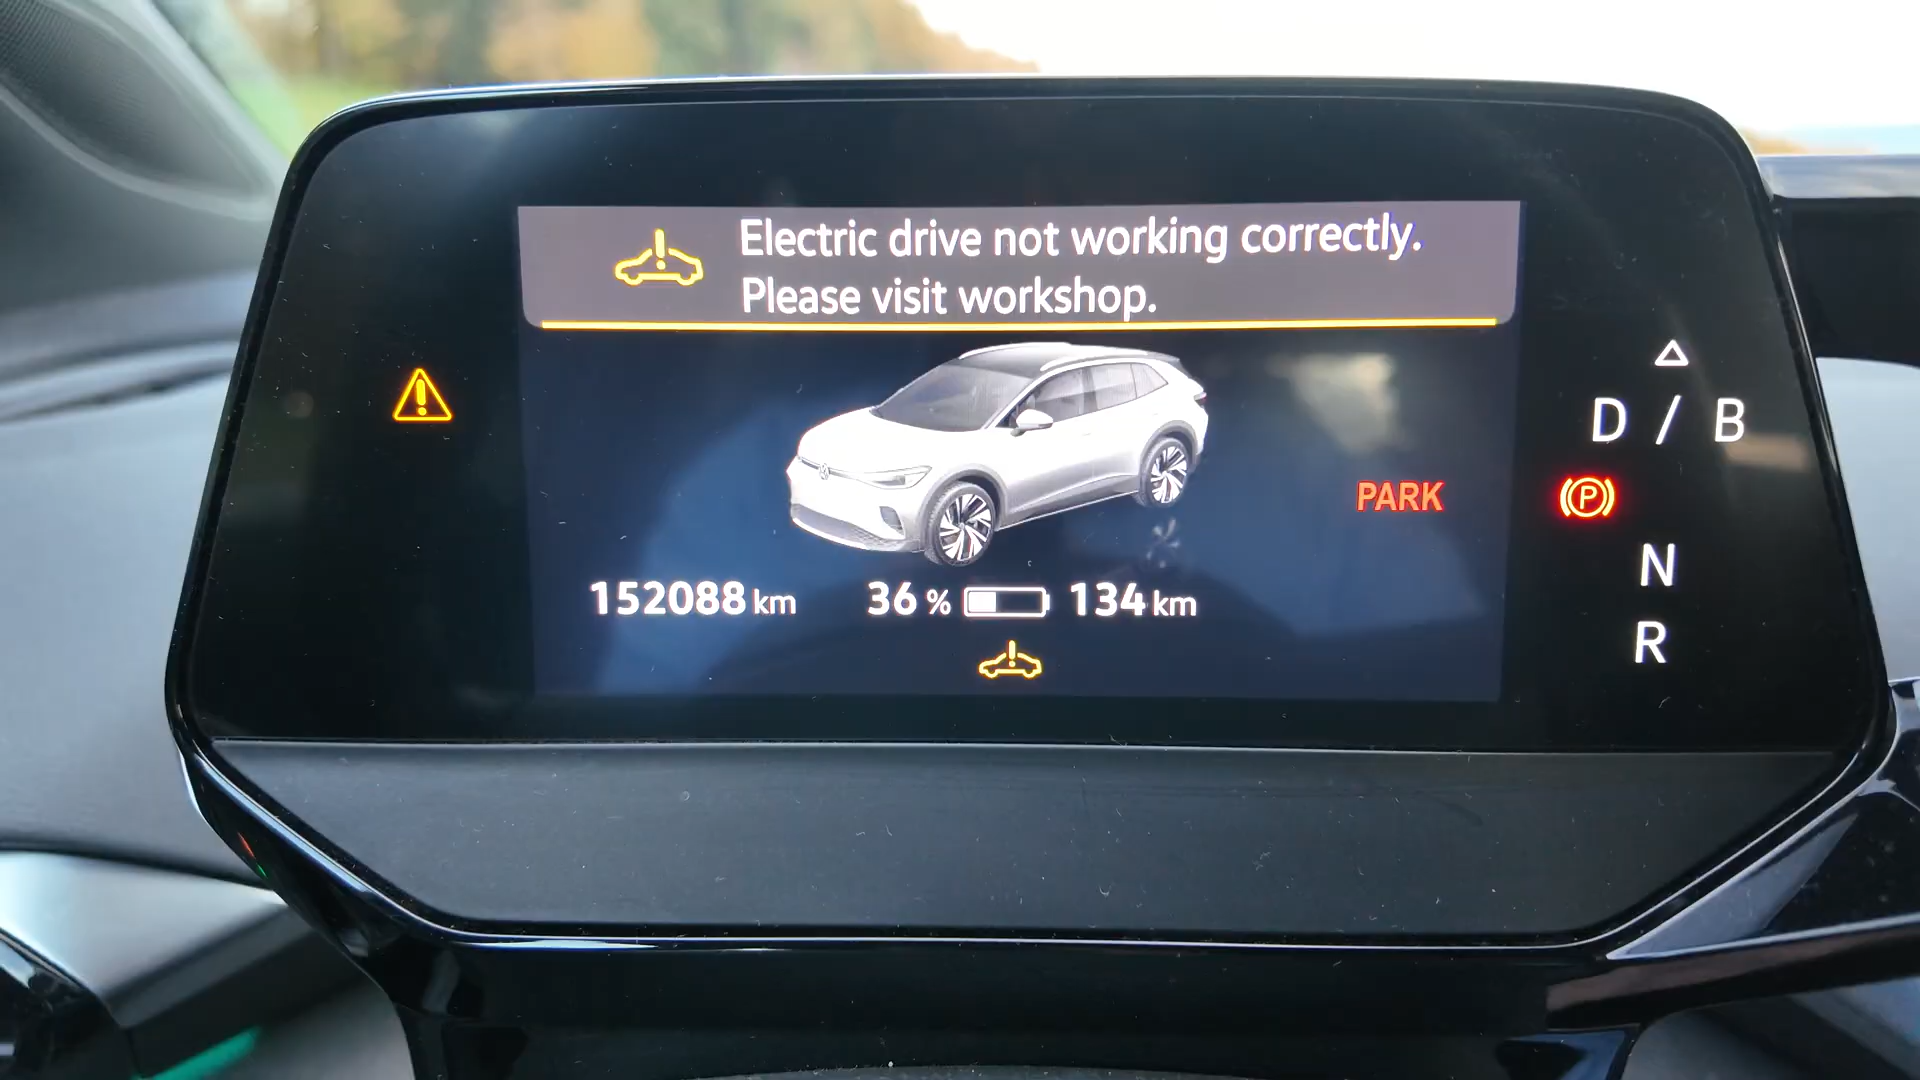 Electric drive not working correctly.
Please visit workshop.
D / B
PARK
P
N
R
152088 km
36 %
134 km